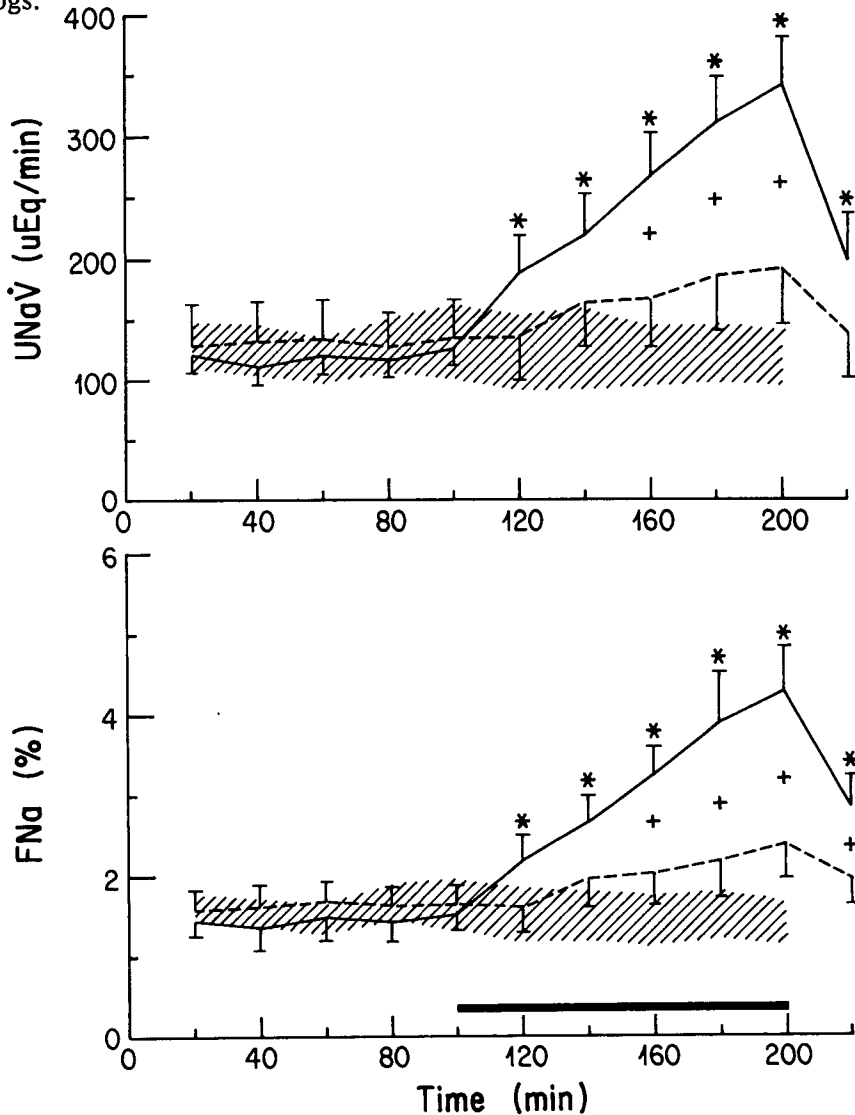 ogs.
400
300
200
100
0
UNaV̇ (uEq/min)
* * * * * *
+ + +
0 40 80 120 160 200
6
4
2
0
FNa (%)
* * * * * *
+ + + +
0 40 80 120 160 200
Time (min)